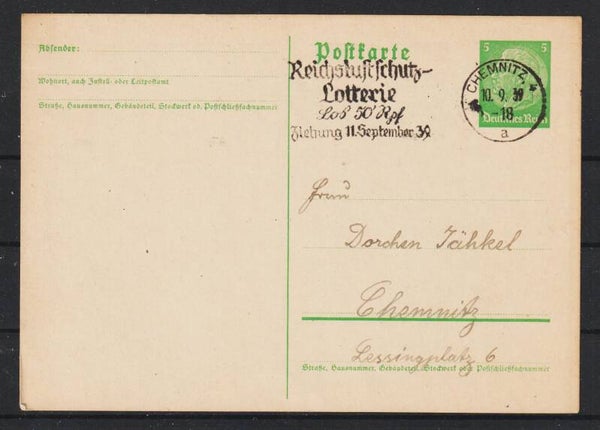 Absender:
Wohnort, auch Zustell- oder Leitpostamt
Straße, Hausnummer, Gebäudeteil, Stockwerk od. Postschließfachnummer
Postkarte
Reichsluftschutz-
Lotterie
Los 50 Rpf
Ziehung 11. September 39.
5 5
Deutsches Reich
CHEMNITZ 4
10. 9. 39
-18
a
Frau
Dorchen Jähkel
Chemnitz
Lessingplatz 6
Straße, Hausnummer, Gebäudeteil, Stockwerk oder Postschließfachnummer